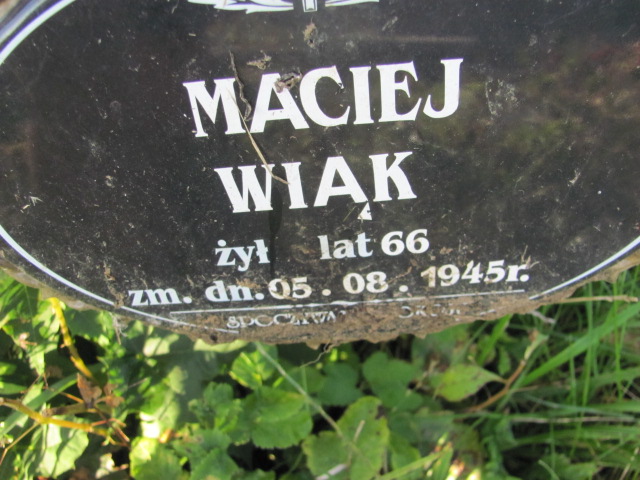 MACIEJ
WIĄK
żył lat 66
zm. dn. 05.08.1945r.